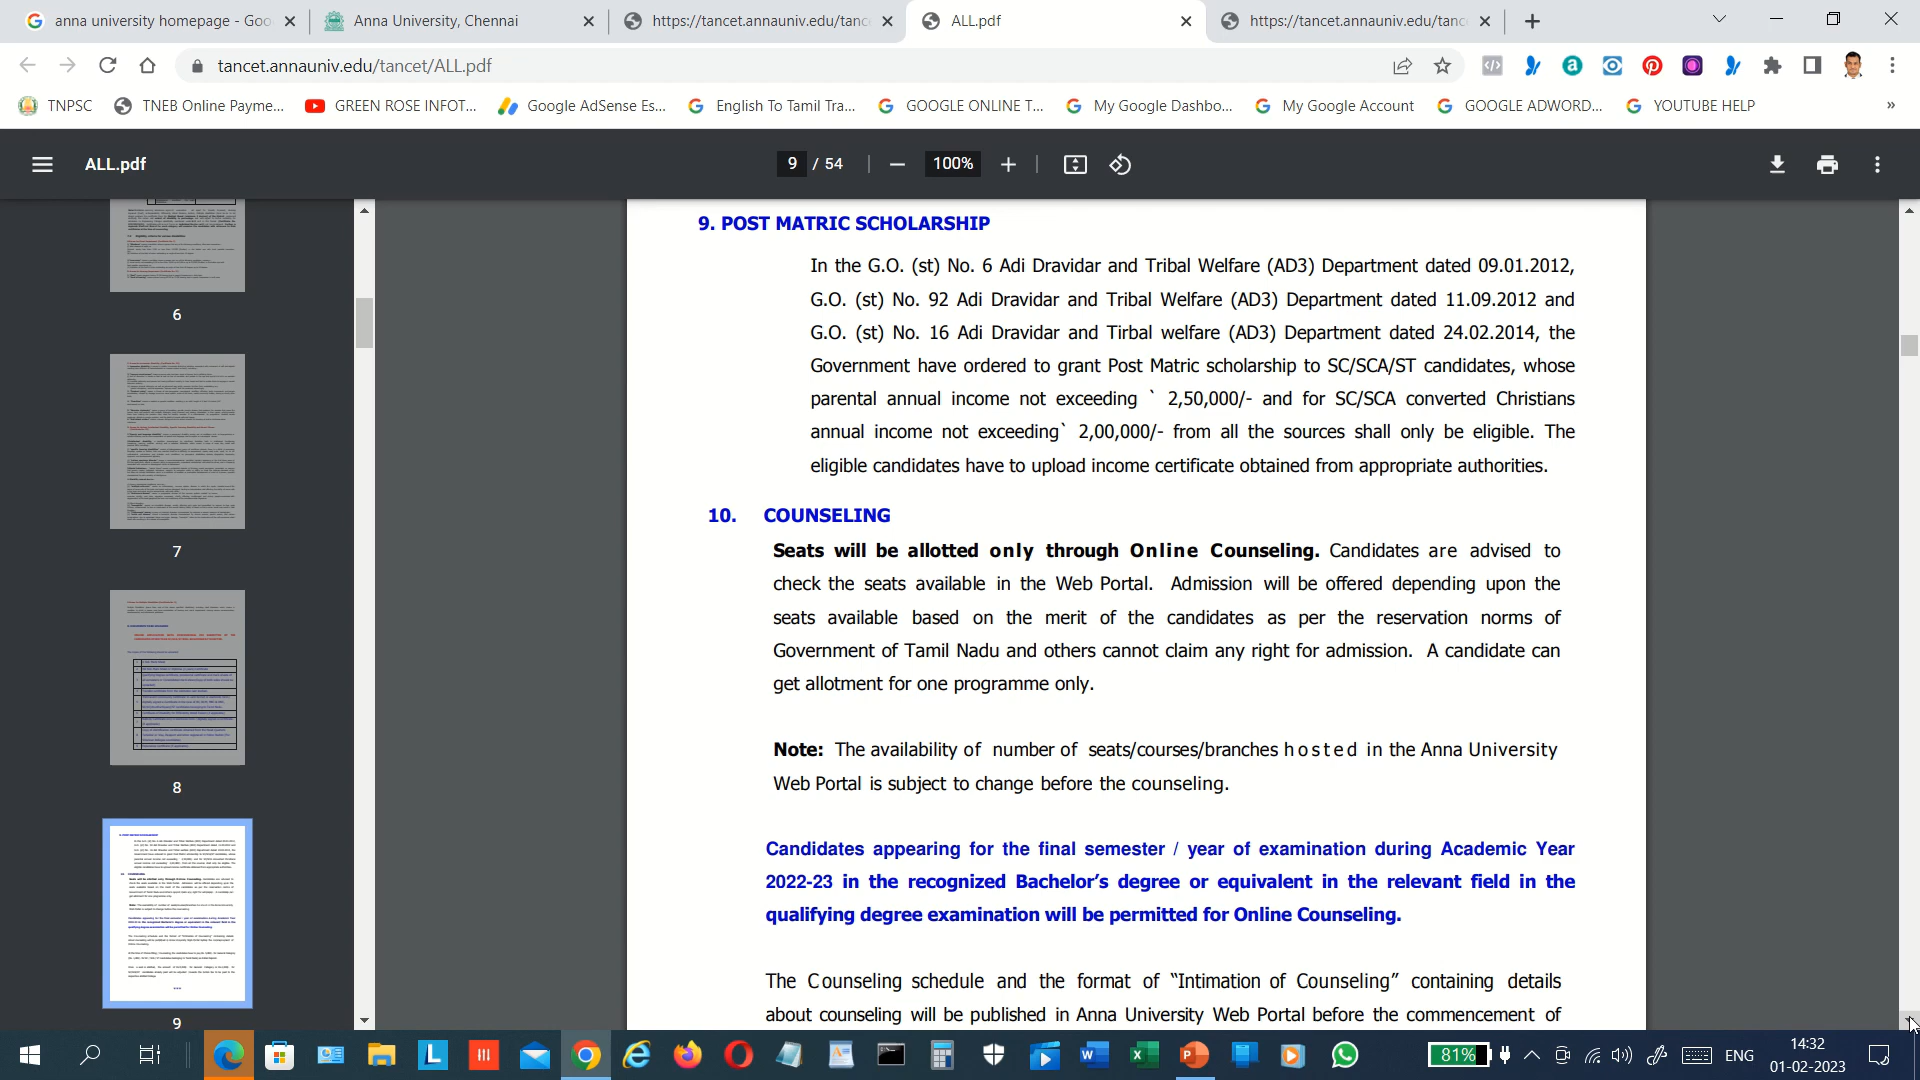 anna university homepage - Goo
Anna University, Chennai
https://tancet.annauniv.edu/tance
ALL.pdf
https://tancet.annauniv.edu/tanc
tancet.annauniv.edu/tancet/ALL.pdf
TNPSC
TNEB Online Payme...
GREEN ROSE INFOT...
Google AdSense Es...
English To Tamil Tra...
GOOGLE ONLINE T...
My Google Dashbo...
My Google Account
GOOGLE ADWORD...
YOUTUBE HELP
»
ALL.pdf
9 / 54
100%
6
7
8
9
9. POST MATRIC SCHOLARSHIP
In the G.O. (st) No. 6 Adi Dravidar and Tribal Welfare (AD3) Department dated 09.01.2012,
G.O. (st) No. 92 Adi Dravidar and Tribal Welfare (AD3) Department dated 11.09.2012 and
G.O. (st) No. 16 Adi Dravidar and Tirbal welfare (AD3) Department dated 24.02.2014, the
Government have ordered to grant Post Matric scholarship to SC/SCA/ST candidates, whose
parental annual income not exceeding ` 2,50,000/- and for SC/SCA converted Christians
annual income not exceeding` 2,00,000/- from all the sources shall only be eligible. The
eligible candidates have to upload income certificate obtained from appropriate authorities.
10. COUNSELING
Seats will be allotted only through Online Counseling. Candidates are advised to
check the seats available in the Web Portal. Admission will be offered depending upon the
seats available based on the merit of the candidates as per the reservation norms of
Government of Tamil Nadu and others cannot claim any right for admission. A candidate can
get allotment for one programme only.
Note: The availability of number of seats/courses/branches hosted in the Anna University
Web Portal is subject to change before the counseling.
Candidates appearing for the final semester / year of examination during Academic Year
2022-23 in the recognized Bachelor's degree or equivalent in the relevant field in the
qualifying degree examination will be permitted for Online Counseling.
The Counseling schedule and the format of "Intimation of Counseling" containing details
about counseling will be published in Anna University Web Portal before the commencement of
81%
ENG
14:32
01-02-2023